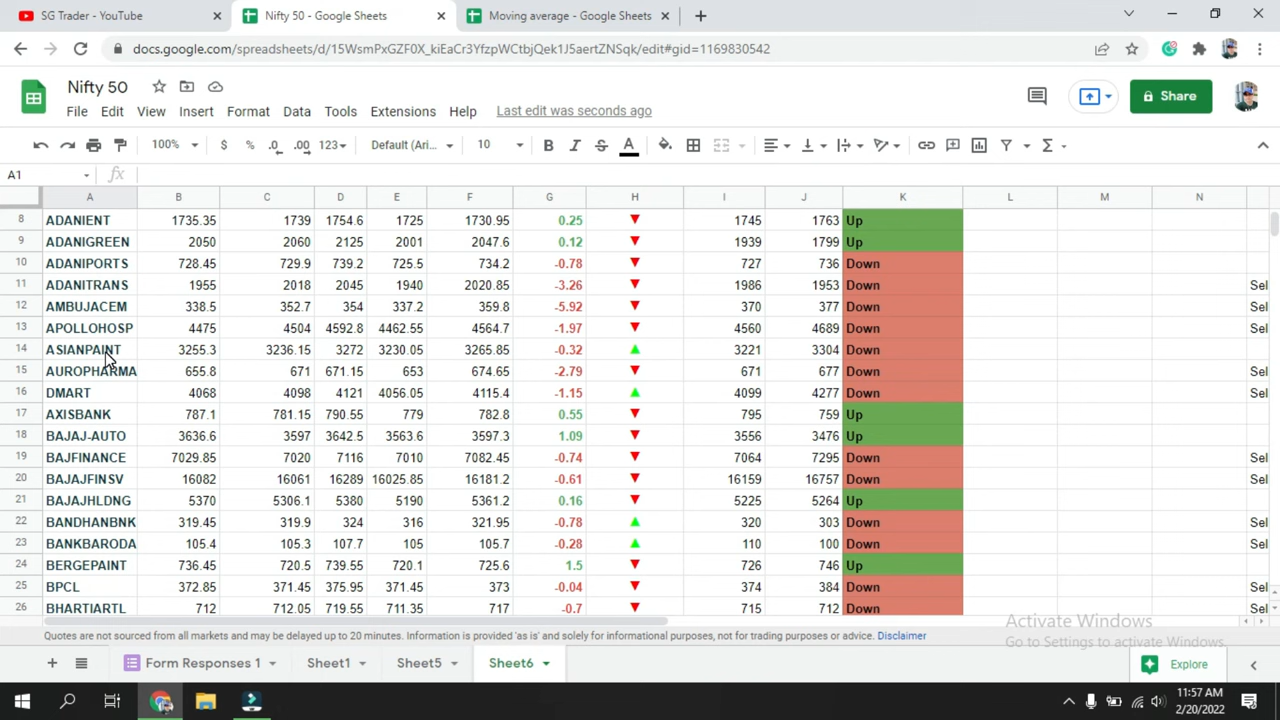 SG Trader - YouTube
Nifty 50 - Google Sheets
Moving average - Google Sheets
docs.google.com/spreadsheets/d/15WsmPxGZF0X_kiEaCr3YfzpWCtbjQek1J5aertZNSqk/edit#gid=1169830542
Nifty 50
File Edit View Insert Format Data Tools Extensions Help Last edit was seconds ago
Share
100% $ % .0 .00 123 Default (Ari... 10 B I S A
A1 fx
A B C D E F G H I J K L M N
8 ADANIENT 1735.35 1739 1754.6 1725 1730.95 0.25 ▼ 1745 1763 Up
9 ADANIGREEN 2050 2060 2125 2001 2047.6 0.12 ▼ 1939 1799 Up
10 ADANIPORTS 728.45 729.9 739.2 725.5 734.2 -0.78 ▼ 727 736 Down
11 ADANITRANS 1955 2018 2045 1940 2020.85 -3.26 ▼ 1986 1953 Down Sel
12 AMBUJACEM 338.5 352.7 354 337.2 359.8 -5.92 ▼ 370 377 Down Sel
13 APOLLOHOSP 4475 4504 4592.8 4462.55 4564.7 -1.97 ▼ 4560 4689 Down Sel
14 ASIANPAINT 3255.3 3236.15 3272 3230.05 3265.85 -0.32 ▲ 3221 3304 Down
15 AUROPHARMA 655.8 671 671.15 653 674.65 -2.79 ▼ 671 677 Down Sel
16 DMART 4068 4098 4121 4056.05 4115.4 -1.15 ▲ 4099 4277 Down Sel
17 AXISBANK 787.1 781.15 790.55 779 782.8 0.55 ▼ 795 759 Up
18 BAJAJ-AUTO 3636.6 3597 3642.5 3563.6 3597.3 1.09 ▼ 3556 3476 Up
19 BAJFINANCE 7029.85 7020 7116 7010 7082.45 -0.74 ▼ 7064 7295 Down Sel
20 BAJAJFINSV 16082 16061 16289 16025.85 16181.2 -0.61 ▼ 16159 16757 Down Sel
21 BAJAJHLDNG 5370 5306.1 5380 5190 5361.2 0.16 ▼ 5225 5264 Up
22 BANDHANBNK 319.45 319.9 324 316 321.95 -0.78 ▲ 320 303 Down Sel
23 BANKBARODA 105.4 105.3 107.7 105 105.7 -0.28 ▲ 110 100 Down Sel
24 BERGEPAINT 736.45 720.5 739.55 720.1 726.6 1.5 ▼ 726 746 Up
25 BPCL 372.85 371.45 375.95 371.45 373 -0.04 ▼ 374 384 Down Sel
26 BHARTIARTL 712 712.05 719.55 711.35 717 -0.7 ▼ 715 712 Down Sel
Activate Windows
Quotes are not sourced from all markets and may be delayed up to 20 minutes. Information is provided 'as is' and solely for informational purposes, not for trading purposes or advice. Disclaimer
Go to Settings to activate Windows.
Form Responses 1 Sheet1 Sheet5 Sheet6 Explore
11:57 AM
2/20/2022